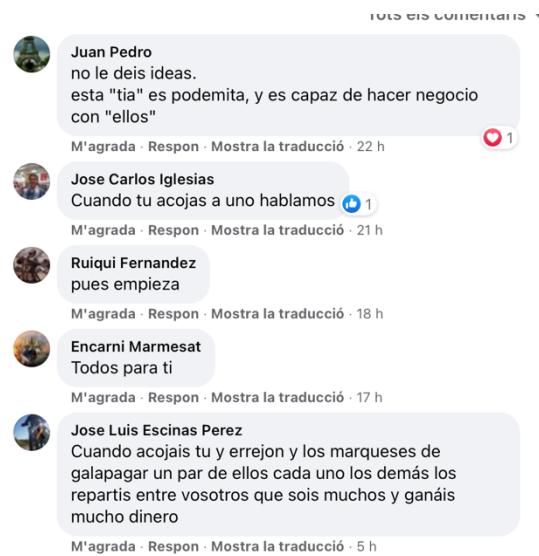 Tots els comentaris
Juan Pedro
no le deis ideas.
esta "tia" es podemita, y es capaz de hacer negocio
con "ellos"
1
M'agrada · Respon · Mostra la traducció · 22 h
Jose Carlos Iglesias
Cuando tu acojas a uno hablamos
1
M'agrada · Respon · Mostra la traducció · 21 h
Ruiqui Fernandez
pues empieza
M'agrada · Respon · Mostra la traducció · 18 h
Encarni Marmesat
Todos para ti
M'agrada · Respon · Mostra la traducció · 17 h
Jose Luis Escinas Perez
Cuando acojais tu y errejon y los marqueses de
galapagar un par de ellos cada uno los demás los
repartis entre vosotros que sois muchos y ganáis
mucho dinero
M'agrada · Respon · Mostra la traducció · 5 h